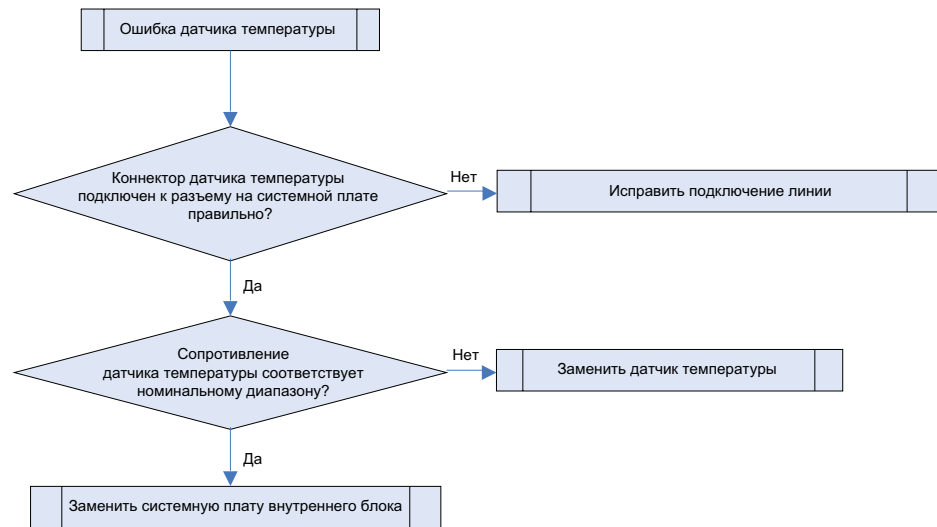 Ошибка датчика температуры
Коннектор датчика температуры
подключен к разъему на системной плате
правильно?
Нет
Исправить подключение линии
Да
Сопротивление
датчика температуры соответствует
номинальному диапазону?
Нет
Заменить датчик температуры
Да
Заменить системную плату внутреннего блока